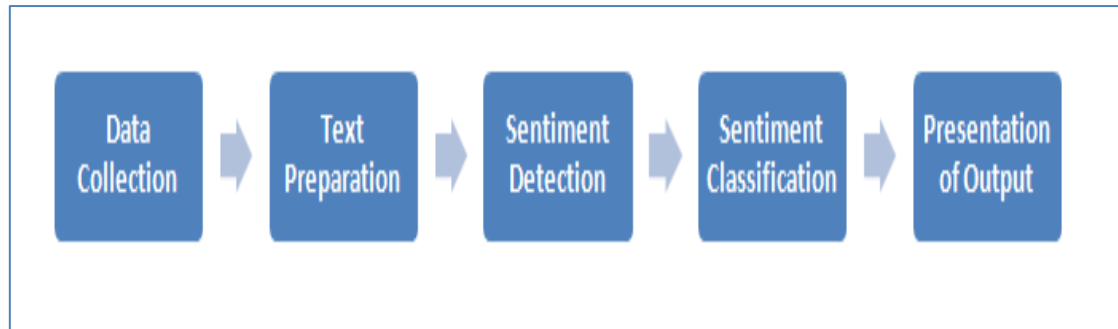 Data
Collection
Text
Preparation
Sentiment
Detection
Sentiment
Classification
Presentation
of Output